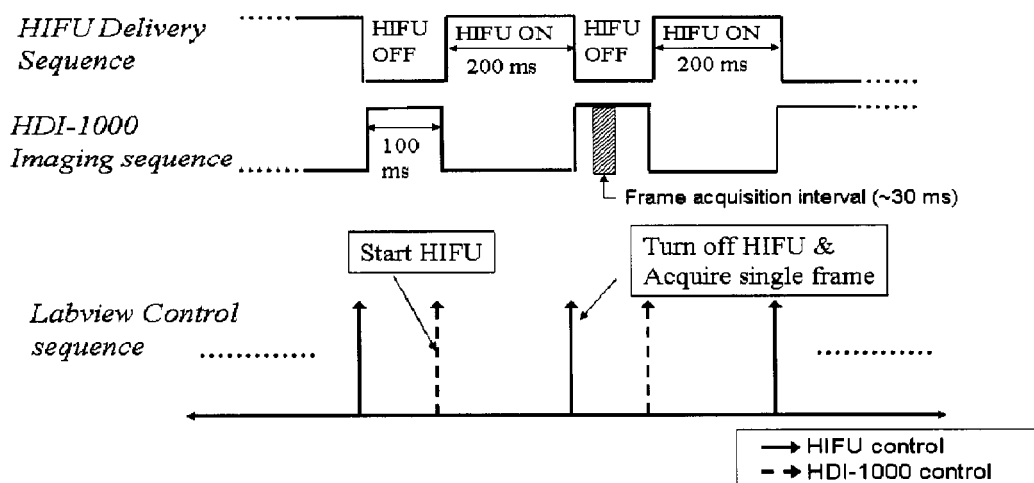 HIFU Delivery
Sequence
HIFU
OFF
HIFU ON
200 ms
HIFU
OFF
HIFU ON
200 ms
HDI-1000
Imaging sequence
100
ms
Frame acquisition interval (~30 ms)
Start HIFU
Turn off HIFU &
Acquire single frame
Labview Control
sequence
HIFU control
HDI-1000 control